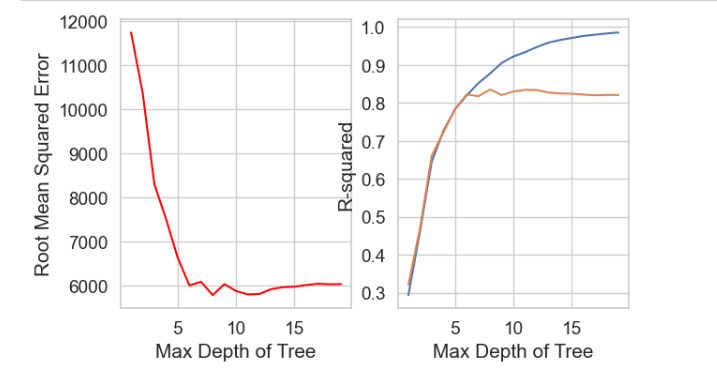 Root Mean Squared Error
12000
11000
10000
9000
8000
7000
6000
5 10 15
Max Depth of Tree
R-squared
1.0
0.9
0.8
0.7
0.6
0.5
0.4
0.3
5 10 15
Max Depth of Tree